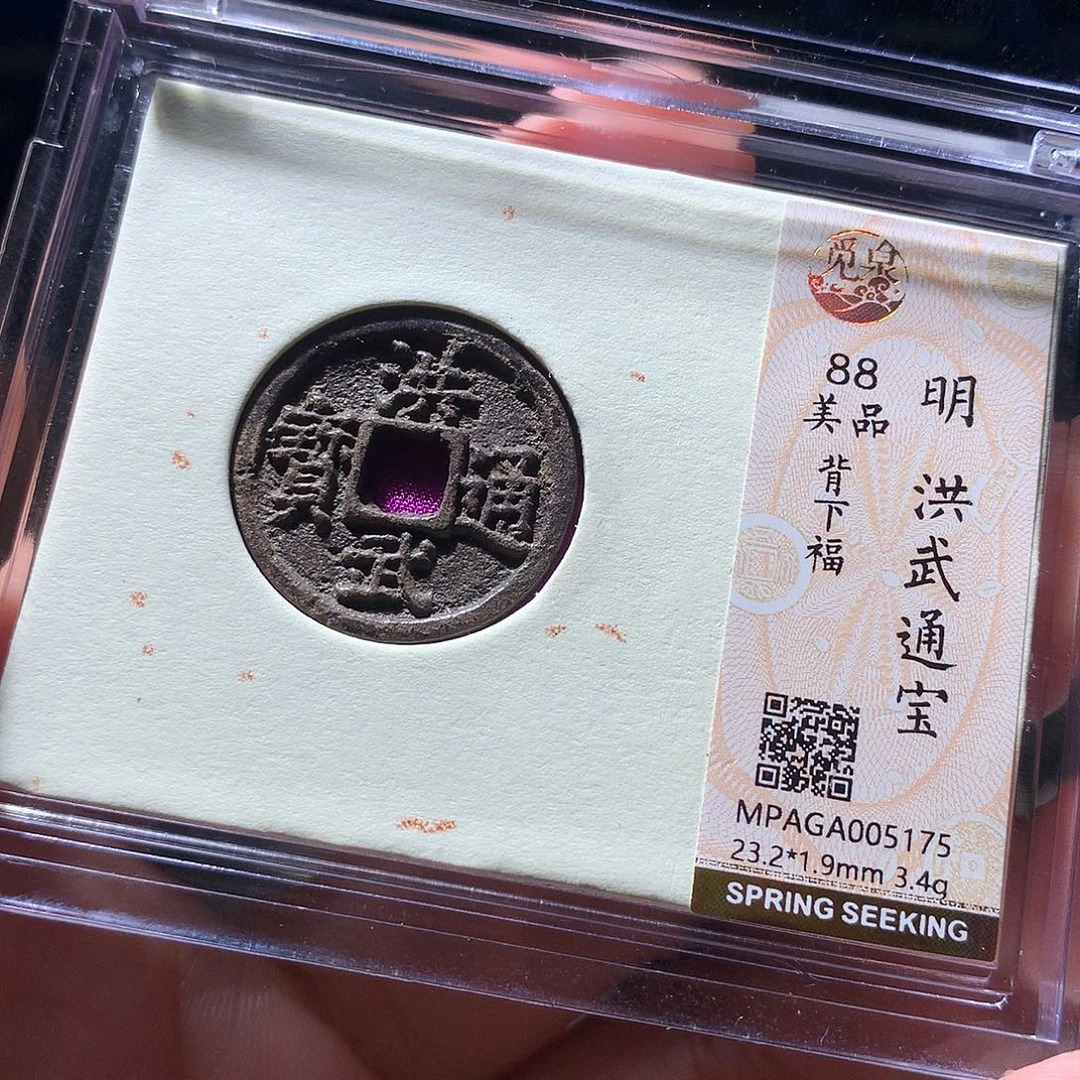 洪武通寳
觅泉
明 洪武通宝
88
美品
背下福
MPAGA005175
23.2*1.9mm 3.4g
SPRING SEEKING